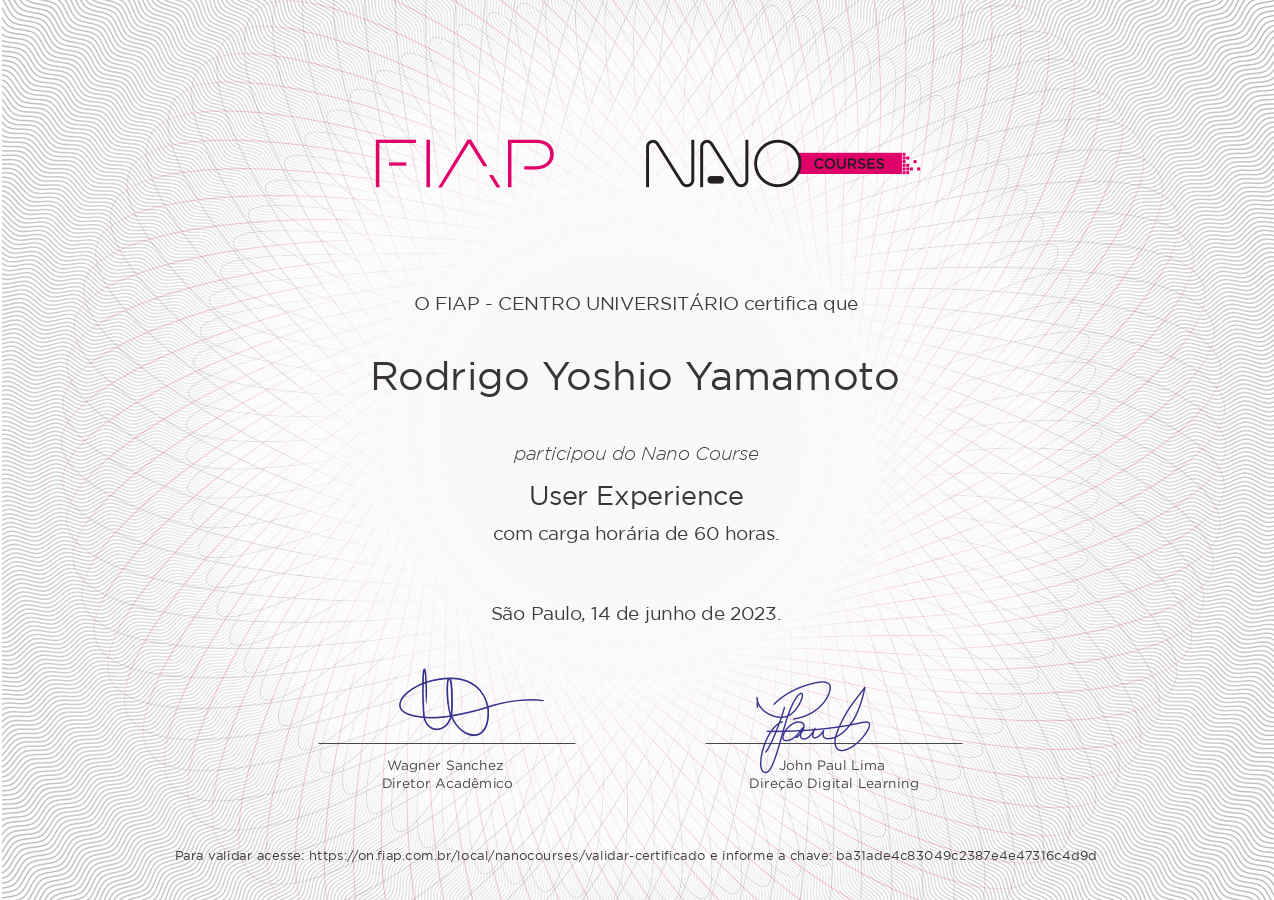 FIAP NANO COURSES
O FIAP - CENTRO UNIVERSITÁRIO certifica que
Rodrigo Yoshio Yamamoto
participou do Nano Course
User Experience
com carga horária de 60 horas.
São Paulo, 14 de junho de 2023.
Wagner Sanchez
Diretor Acadêmico
John Paul Lima
Direção Digital Learning
Para validar acesse: https://on.fiap.com.br/local/nanocourses/validar-certificado e informe a chave: ba31ade4c83049c2387e4e47316c4d9d